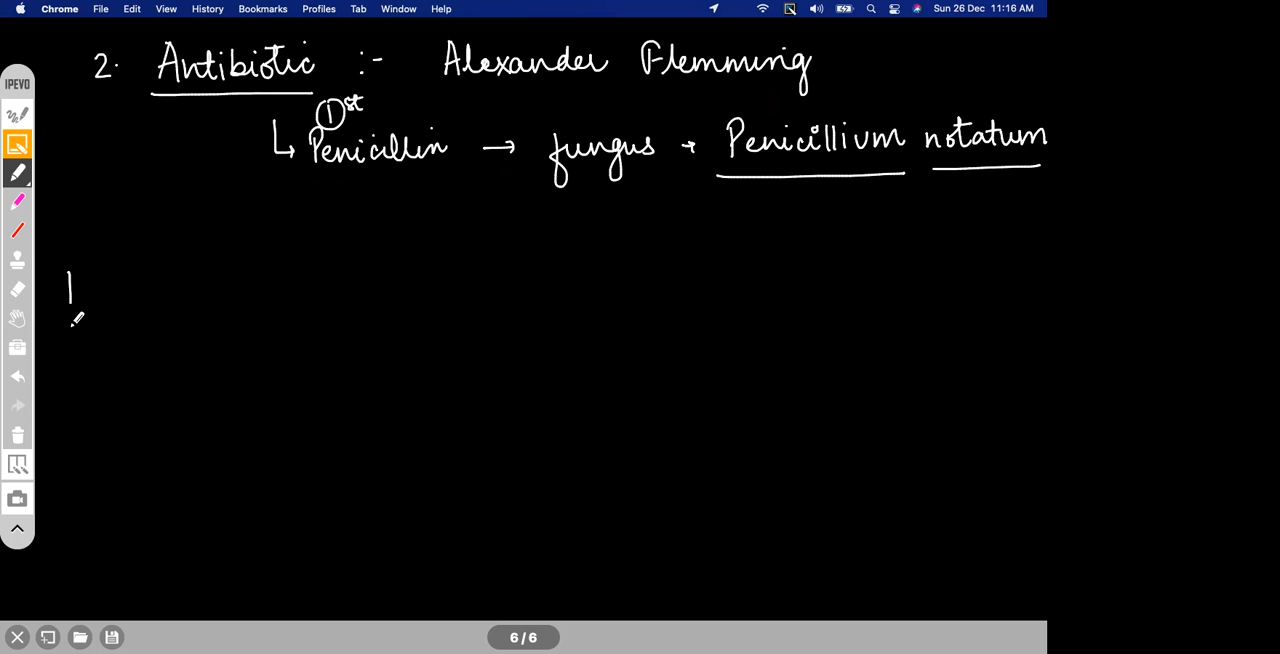 Chrome File Edit View History Bookmarks Profiles Tab Window Help Sun 26 Dec 11:16 AM
2. Antibiotic :- Alexander Flemming
IPEVO
1st
↳ Penicillin → fungus → Penicillium notatum
6/6